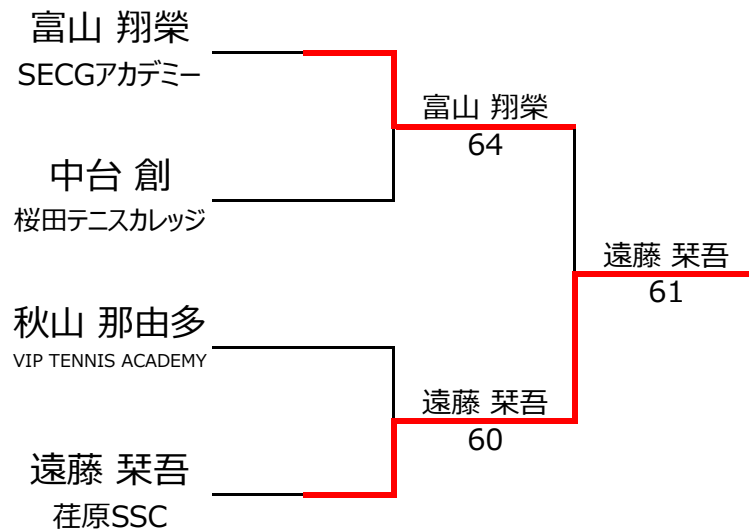 富山 翔榮
SECGアカデミー
富山 翔榮
64
中台 創
桜田テニスカレッジ
遠藤 栞吾
61
秋山 那由多
VIP TENNIS ACADEMY
遠藤 栞吾
60
遠藤 栞吾
荏原SSC